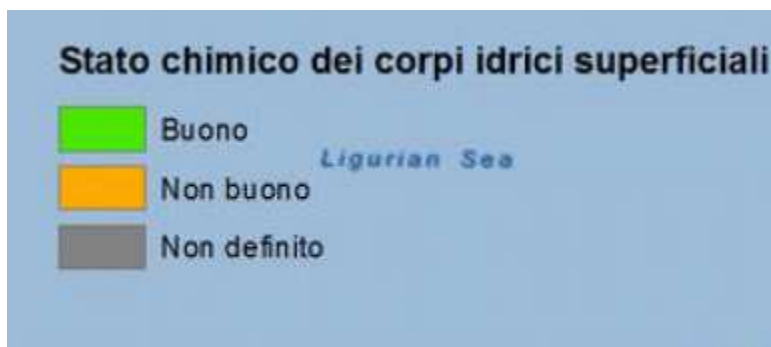 Stato chimico dei corpi idrici superficiali
Buono
Ligurian Sea
Non buono
Non definito